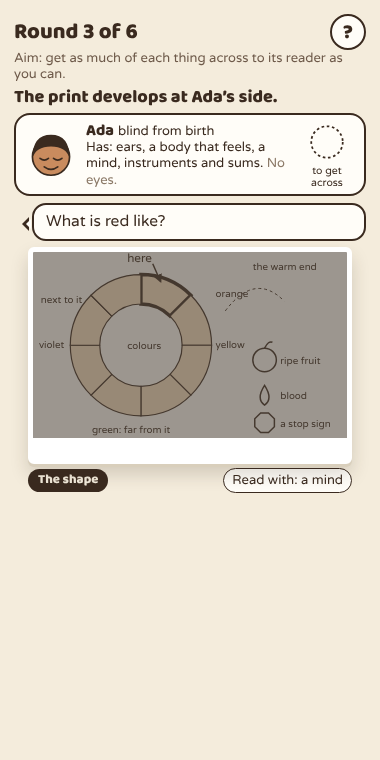 Round 3 of 6
?
Aim: get as much of each thing across to its reader as
you can.
The print develops at Ada’s side.
Ada blind from birth
Has: ears, a body that feels, a
mind, instruments and sums. No
eyes.
to get
across
What is red like?
here
the warm end
next to it
orange
violet
colours
yellow
ripe fruit
blood
a stop sign
green: far from it
The shape
Read with: a mind